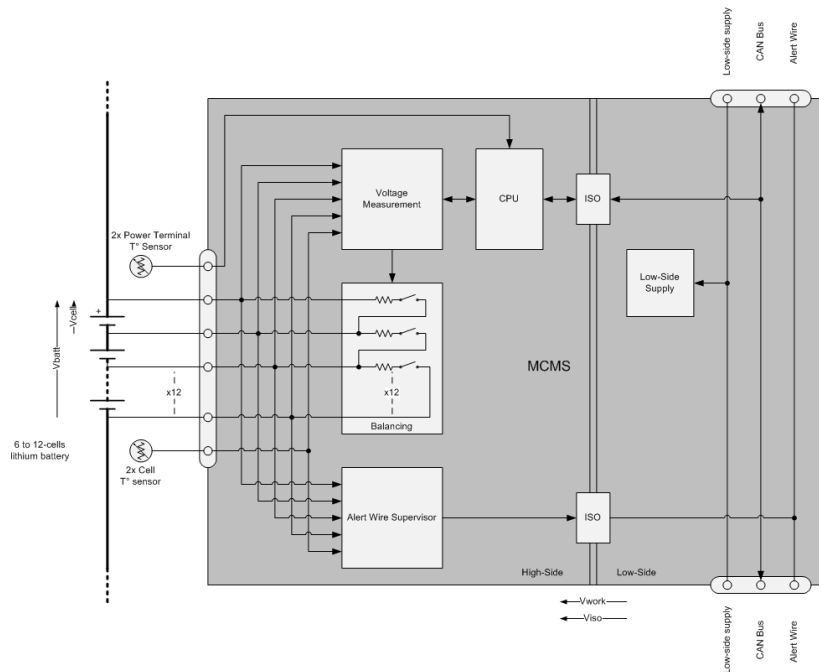 Low-side supply
CAN Bus
Alert Wire
Voltage
Measurement
CPU
ISO
2x Power Terminal
T° Sensor
Low-Side
Supply
+
Vcell
Vbatt
MCMS
x12
x12
Balancing
6 to 12-cells
lithium battery
2x Cell
T° sensor
Alert Wire Supervisor
ISO
High-Side
Low-Side
Vwork
Viso
Low-side supply
CAN Bus
Alert Wire